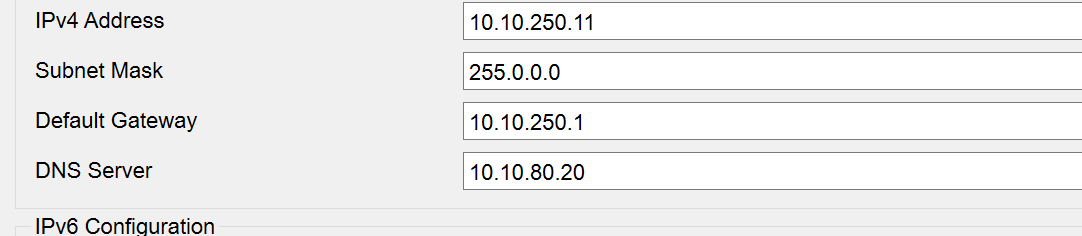 IPv4 Address 10.10.250.11
Subnet Mask 255.0.0.0
Default Gateway 10.10.250.1
DNS Server 10.10.80.20
IPv6 Configuration